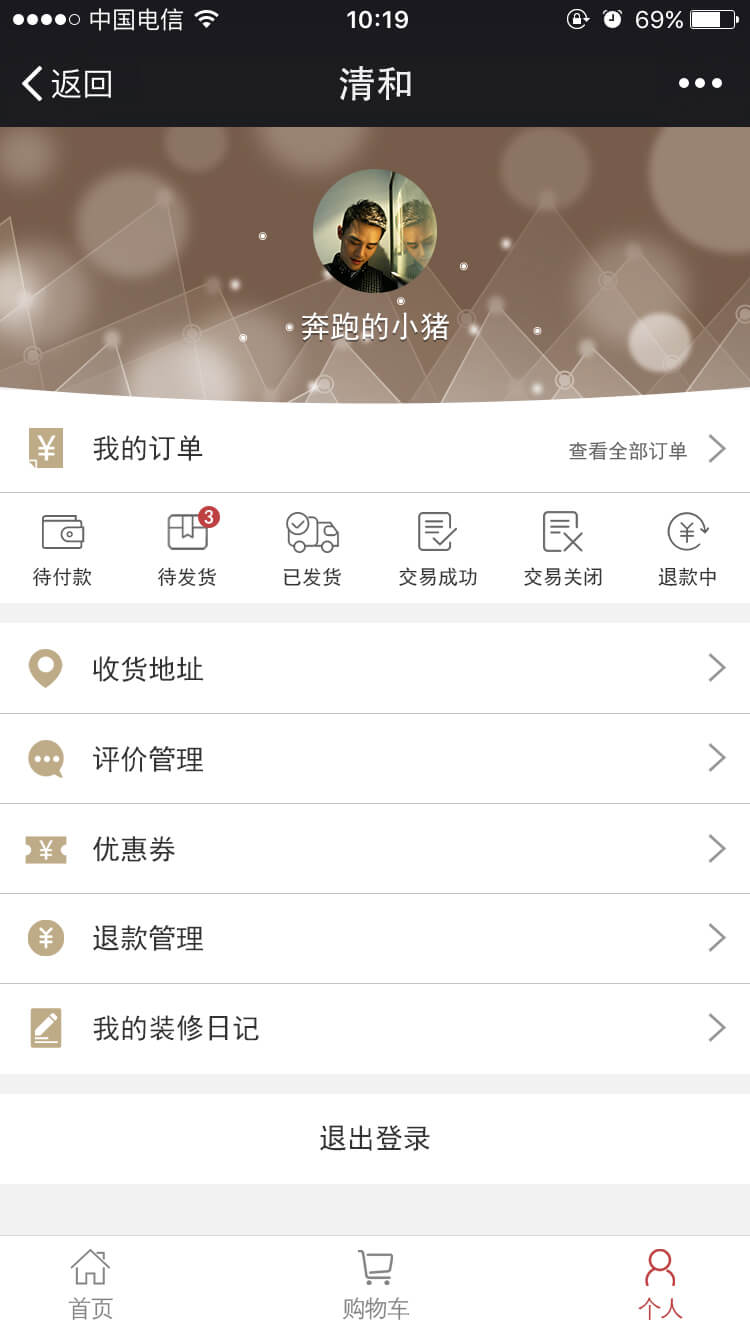 中国电信 10:19 69%
返回 清和
奔跑的小猪
¥ 我的订单 查看全部订单
3
待付款 待发货 已发货 交易成功 交易关闭 ¥ 退款中
收货地址
评价管理
¥ 优惠券
¥ 退款管理
我的装修日记
退出登录
首页 购物车 个人